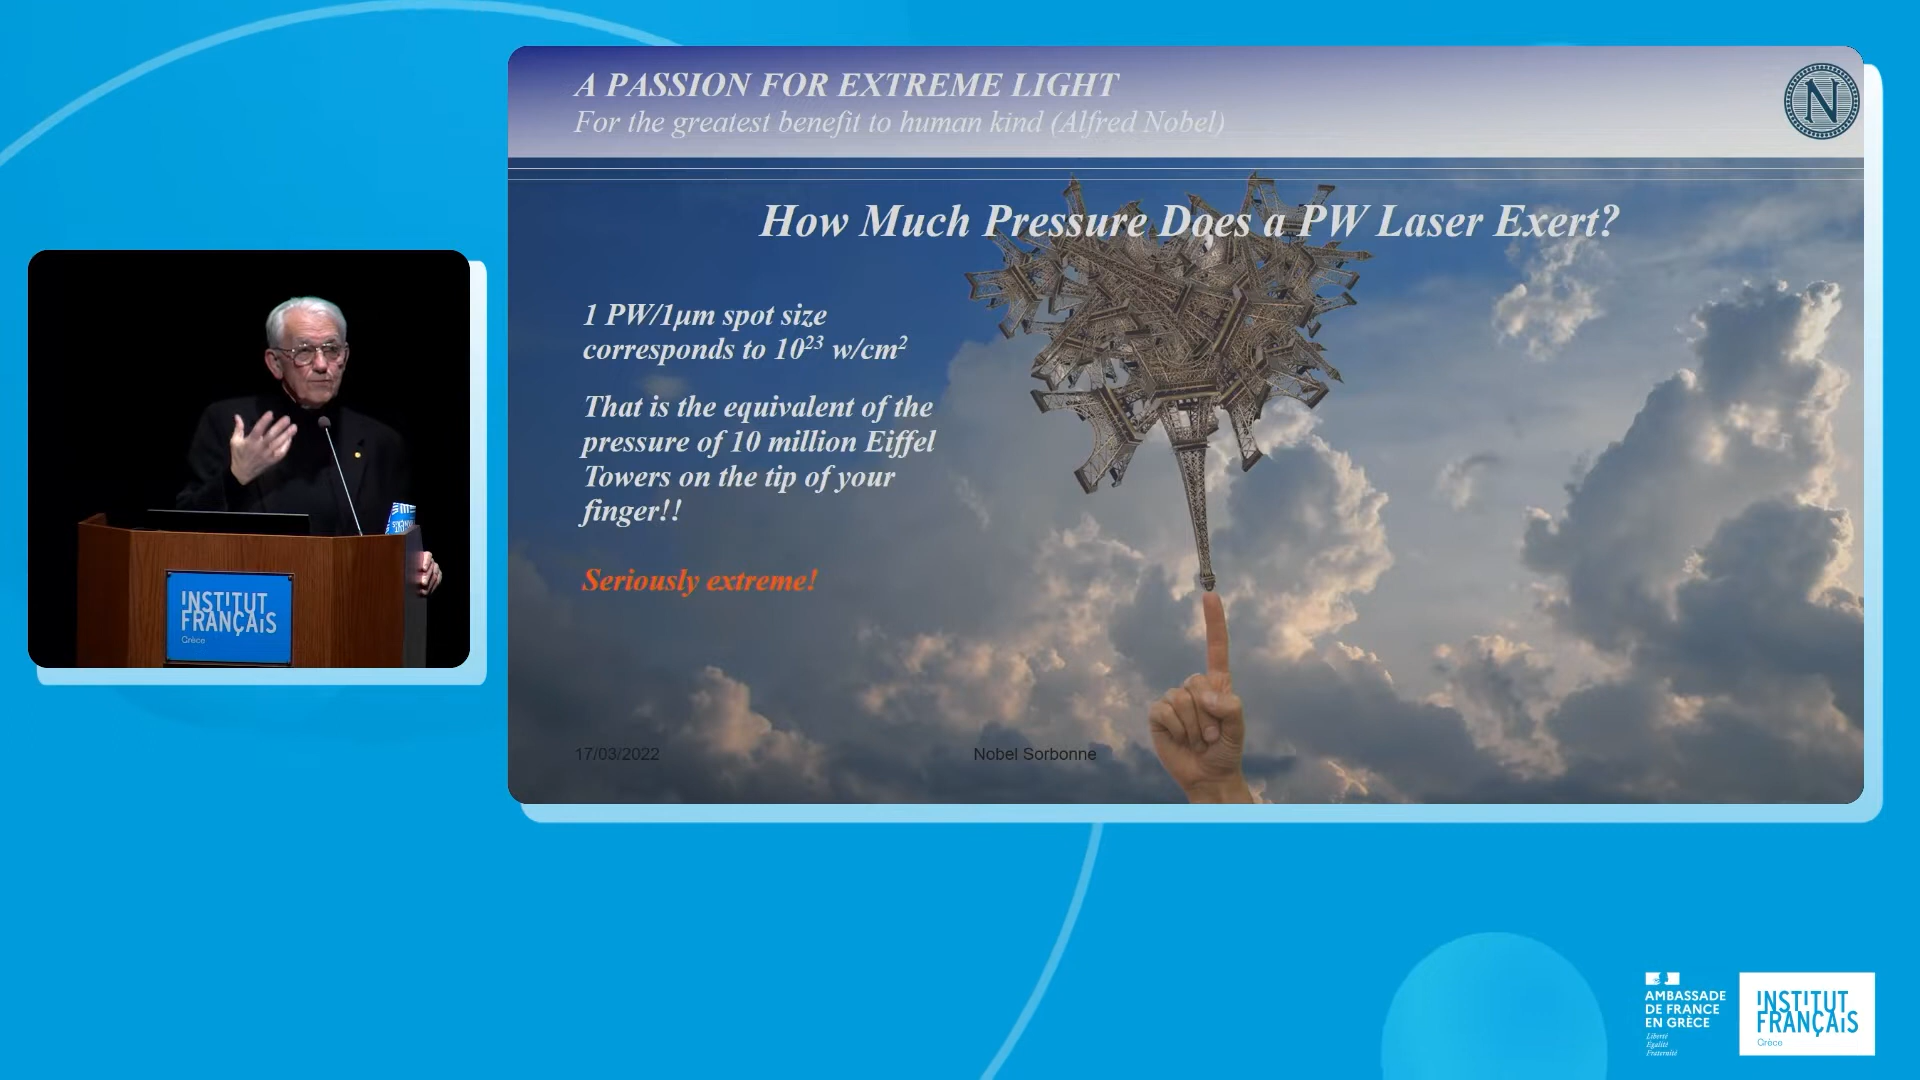 A PASSION FOR EXTREME LIGHT
For the greatest benefit to human kind (Alfred Nobel)
N
How Much Pressure Does a PW Laser Exert?
1 PW/1µm spot size
corresponds to 10²³ w/cm²
That is the equivalent of the
pressure of 10 million Eiffel
Towers on the tip of your
finger!!
Seriously extreme!
17/03/2022
Nobel Sorbonne
INSTITUT
FRANÇAIS
Grèce
AMBASSADE
DE FRANCE
EN GRÈCE
Liberté
Égalité
Fraternité
INSTITUT
FRANÇAIS
Grèce